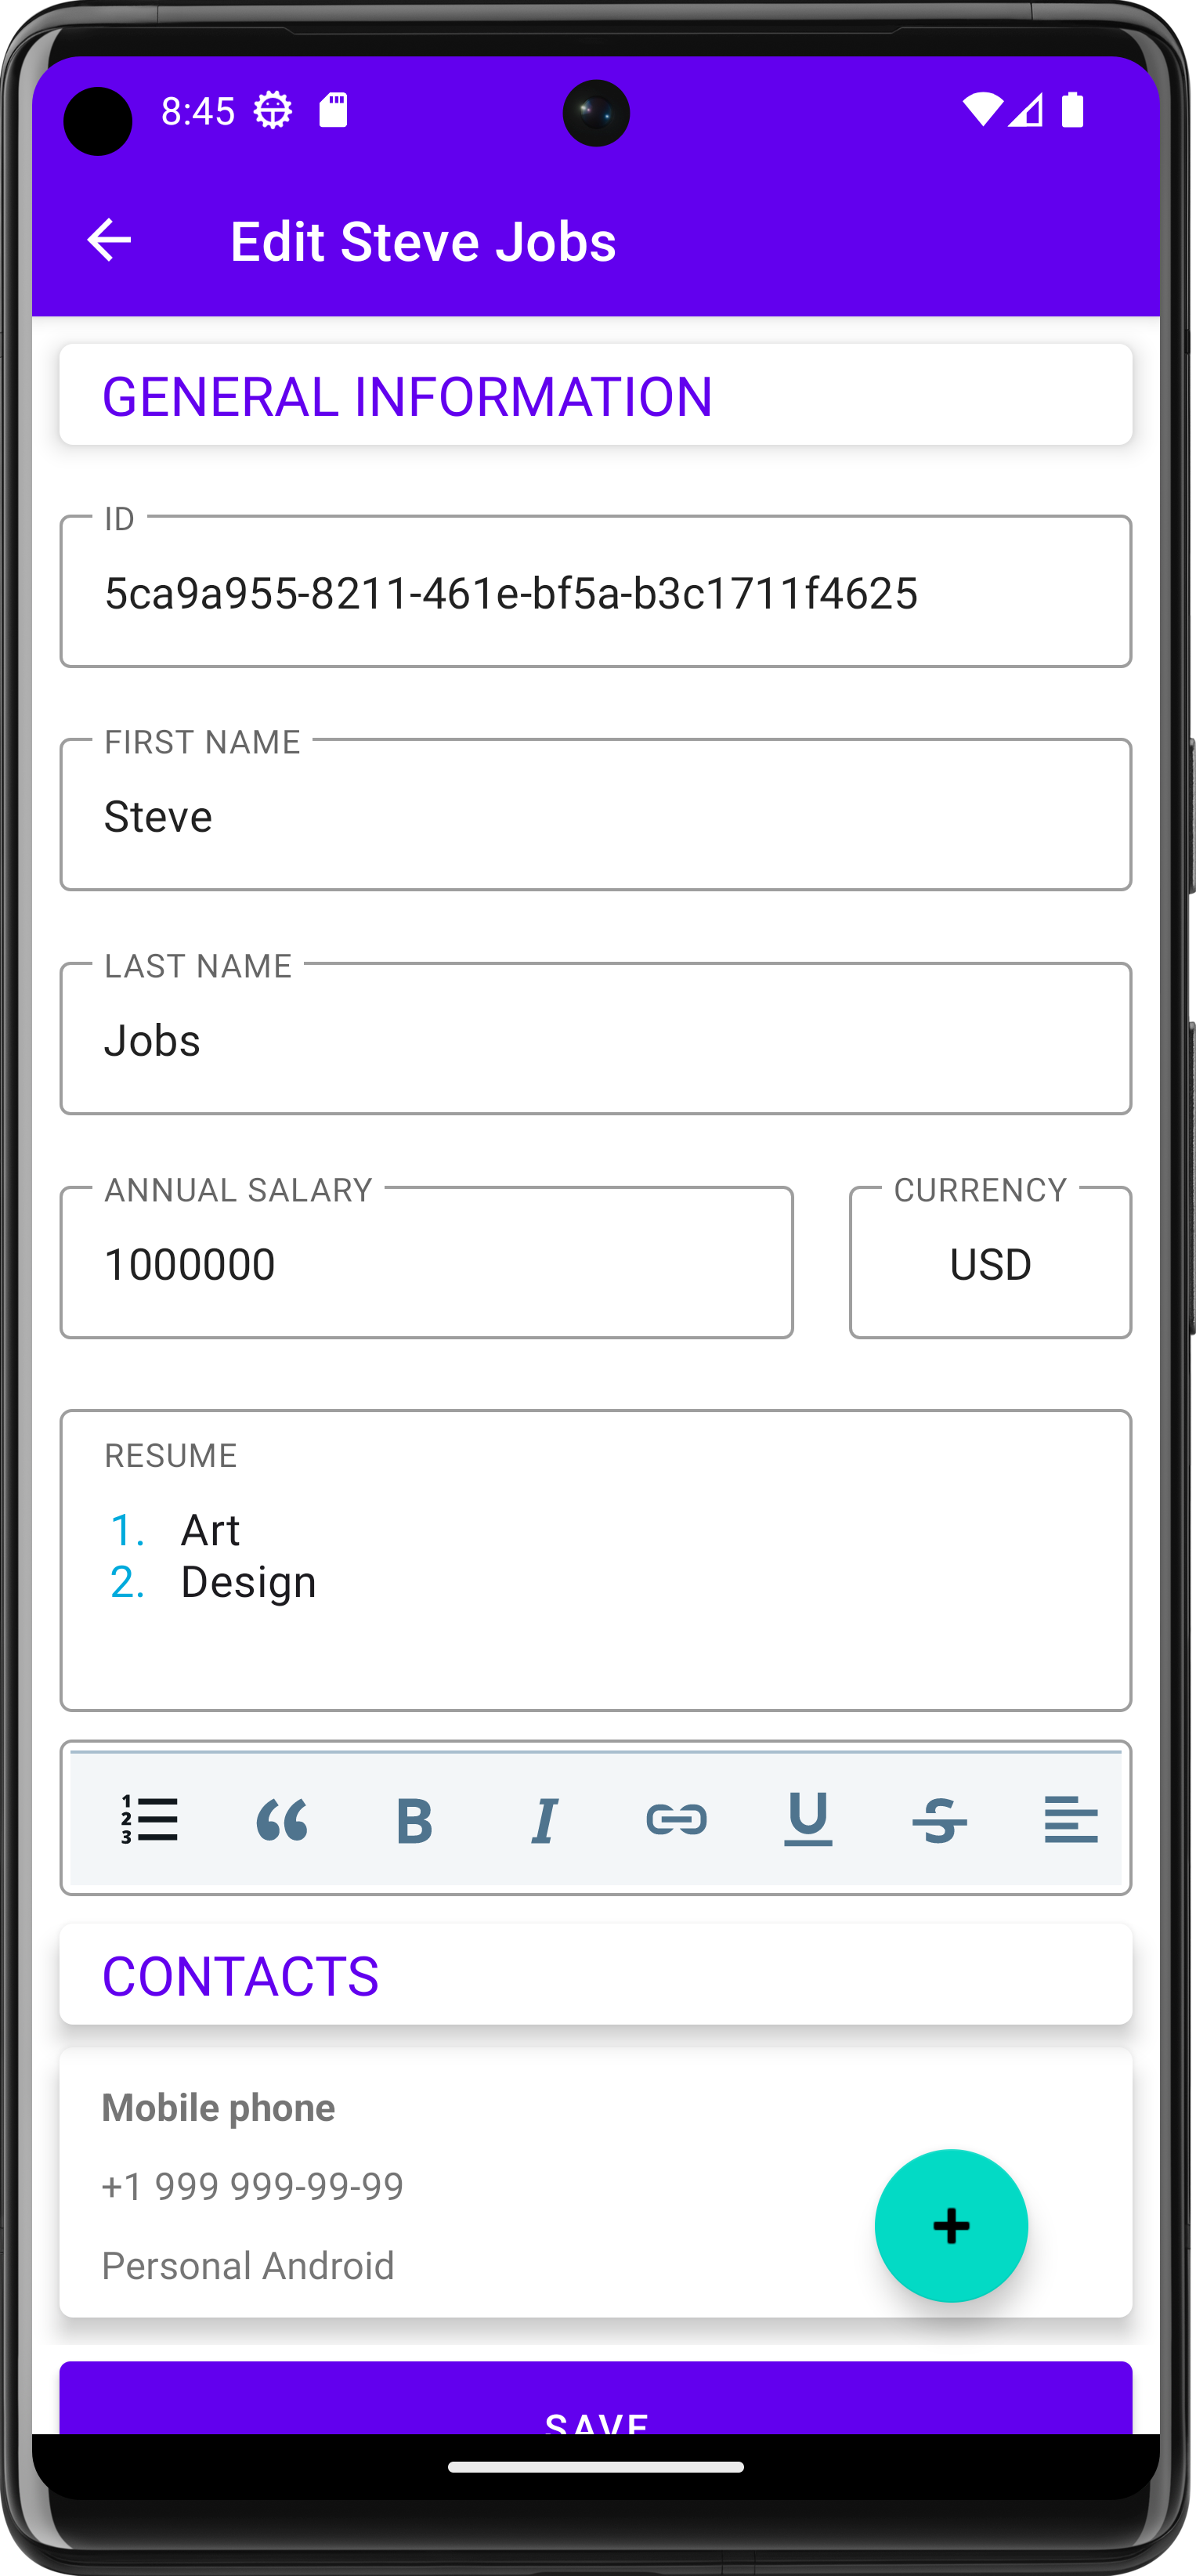 8:45
Edit Steve Jobs
GENERAL INFORMATION
ID
5ca9a955-8211-461e-bf5a-b3c1711f4625
FIRST NAME
Steve
LAST NAME
Jobs
ANNUAL SALARY
CURRENCY
1000000
USD
RESUME
1. Art
2. Design
B I U S
CONTACTS
Mobile phone
+1 999 999-99-99
Personal Android
+
SAVE